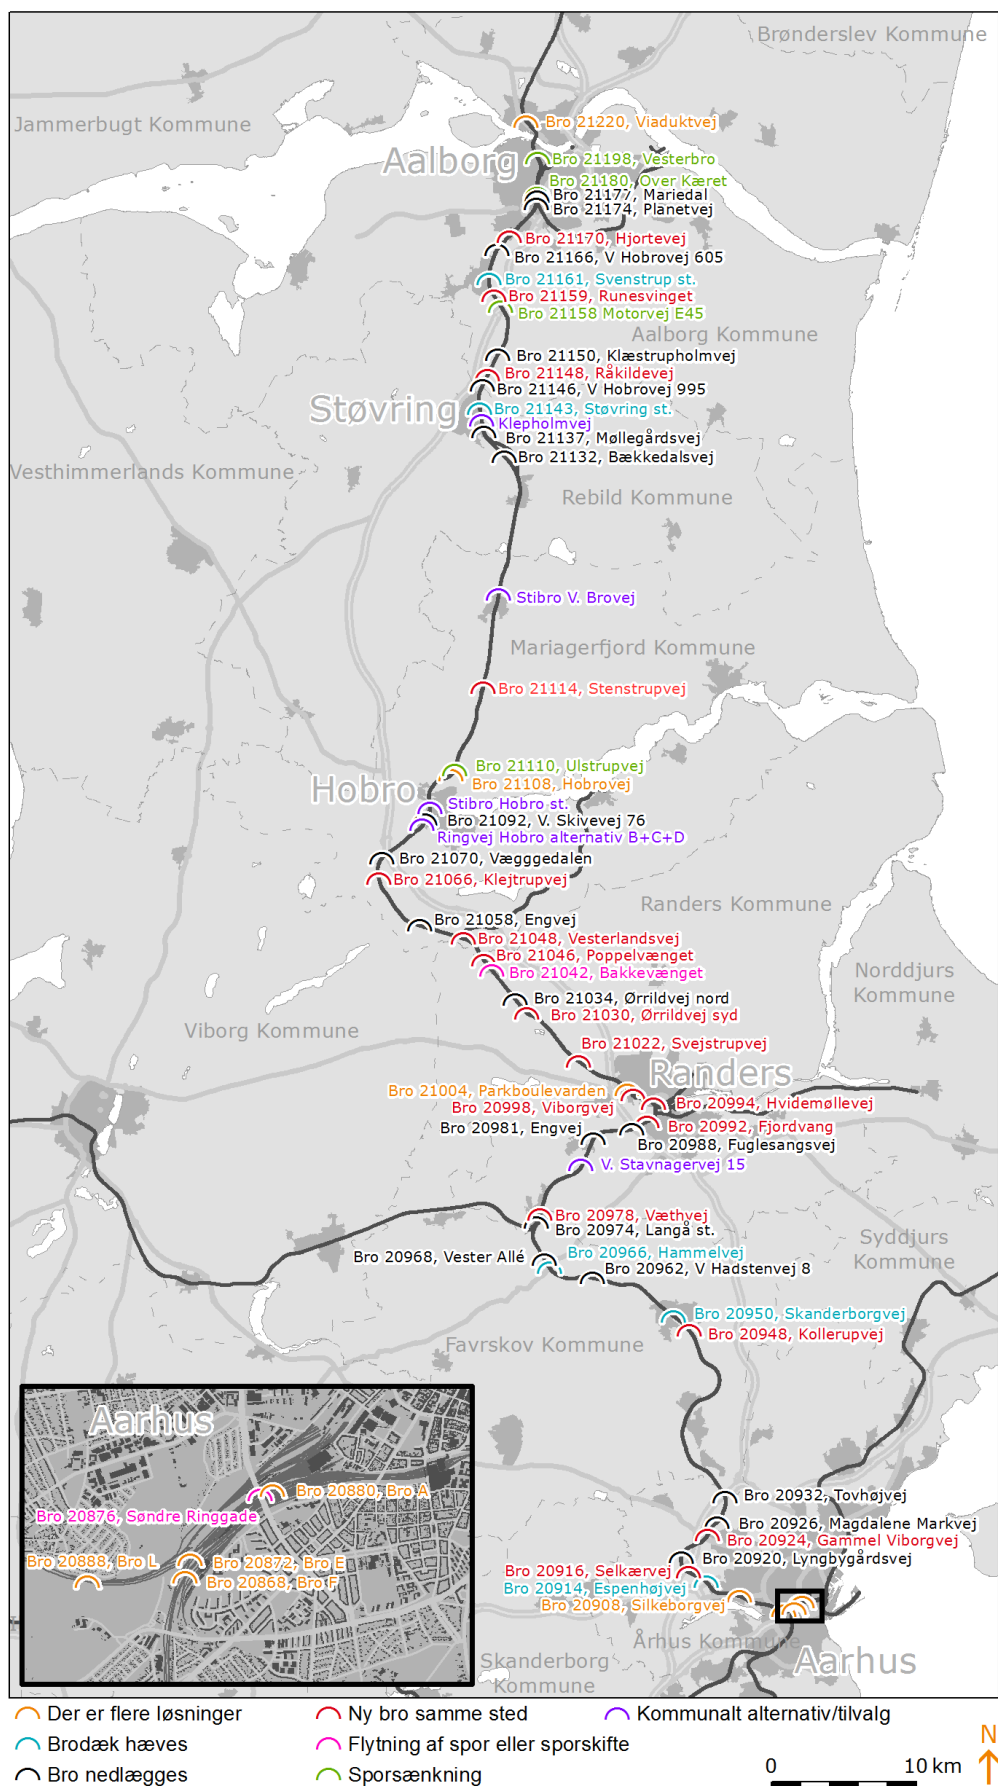 Brønderslev Kommune
Jammerbugt Kommune
Bro 21220, Viaduktvej
Aalborg
Bro 21198, Vesterbro
Bro 21180, Over Kæret
Bro 21177, Mariedal
Bro 21174, Planetvej
Bro 21170, Hjortevej
Bro 21166, V Hobrovej 605
Bro 21161, Svenstrup st.
Bro 21159, Runesvinget
Bro 21158 Motorvej E45
Aalborg Kommune
Bro 21150, Klæstrupholmvej
Bro 21148, Råkildevej
Bro 21146, V Hobrovej 995
Støvring
Bro 21143, Støvring st.
Klepholmvej
Bro 21137, Møllegårdsvej
Bro 21132, Bækkedalsvej
Vesthimmerlands Kommune
Rebild Kommune
Stibro V. Brovej
Mariagerfjord Kommune
Bro 21114, Stenstrupvej
Bro 21110, Ulstrupvej
Bro 21108, Hobrovej
Hobro
Stibro Hobro st.
Bro 21092, V. Skivevej 76
Ringvej Hobro alternativ B+C+D
Bro 21070, Vægggedalen
Bro 21066, Klejtrupvej
Randers Kommune
Bro 21058, Engvej
Bro 21048, Vesterlandsvej
Bro 21046, Poppelvænget
Bro 21042, Bakkevænget
Norddjurs
Kommune
Bro 21034, Ørrildvej nord
Bro 21030, Ørrildvej syd
Viborg Kommune
Bro 21022, Svejstrupvej
Randers
Bro 21004, Parkboulevarden
Bro 20998, Viborgvej
Bro 20994, Hvidemøllevej
Bro 20992, Fjordvang
Bro 20981, Engvej
Bro 20988, Fuglesangsvej
V. Stavnagervej 15
Bro 20978, Væthvej
Bro 20974, Langå st.
Syddjurs
Kommune
Bro 20968, Vester Allé
Bro 20966, Hammelvej
Bro 20962, V Hadstenvej 8
Bro 20950, Skanderborgvej
Bro 20948, Kollerupvej
Favrskov Kommune
Aarhus
Bro 20880, Bro A
Bro 20876, Søndre Ringgade
Bro 20888, Bro L
Bro 20872, Bro E
Bro 20868, Bro F
Bro 20932, Tovhøjvej
Bro 20926, Magdalene Markvej
Bro 20924, Gammel Viborgvej
Bro 20920, Lyngbygårdsvej
Bro 20916, Selkærvej
Bro 20914, Espenhøjvej
Bro 20908, Silkeborgvej
Århus Kommune
Aarhus
Skanderborg
Kommune
Der er flere løsninger
Ny bro samme sted
Kommunalt alternativ/tilvalg
Brodæk hæves
Flytning af spor eller sporskifte
Bro nedlægges
Sporsænkning
0 10 km
N